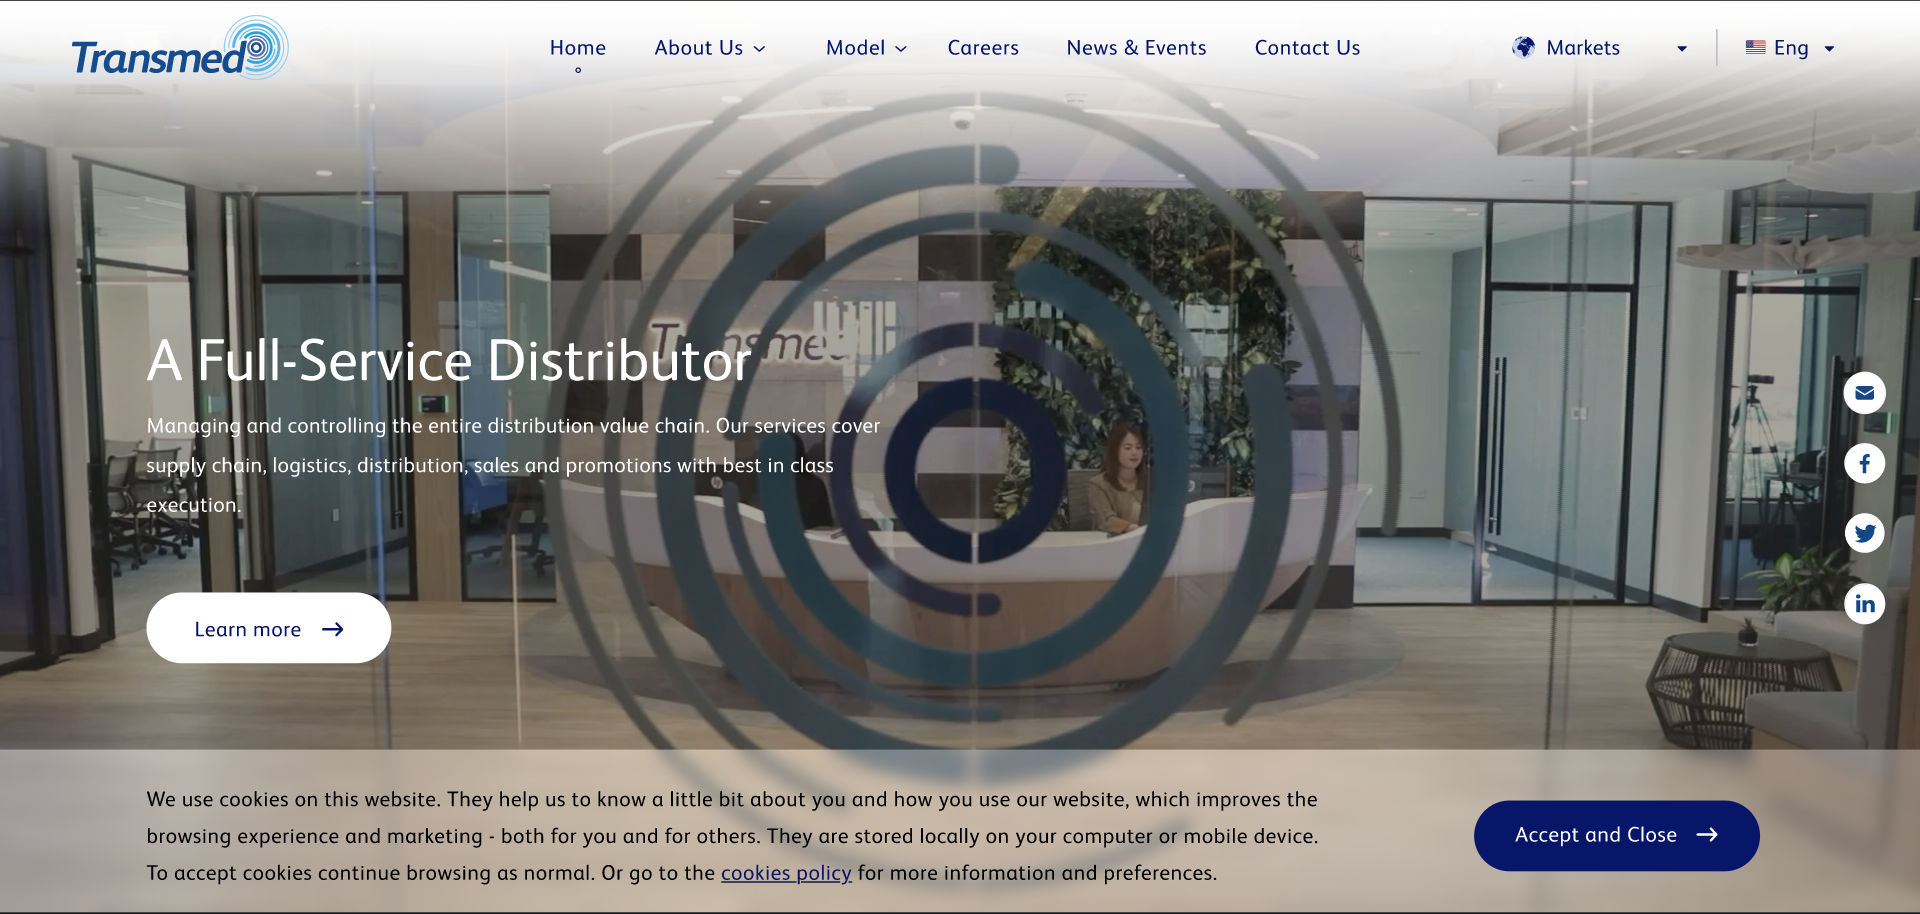 Transmed
Home
About Us
Model
Careers
News & Events
Contact Us
Markets
Eng
Transmed
A Full-Service Distributor
Managing and controlling the entire distribution value chain. Our services cover
supply chain, logistics, distribution, sales and promotions with best in class
execution.
Learn more
We use cookies on this website. They help us to know a little bit about you and how you use our website, which improves the
browsing experience and marketing - both for you and for others. They are stored locally on your computer or mobile device.
To accept cookies continue browsing as normal. Or go to the cookies policy for more information and preferences.
Accept and Close